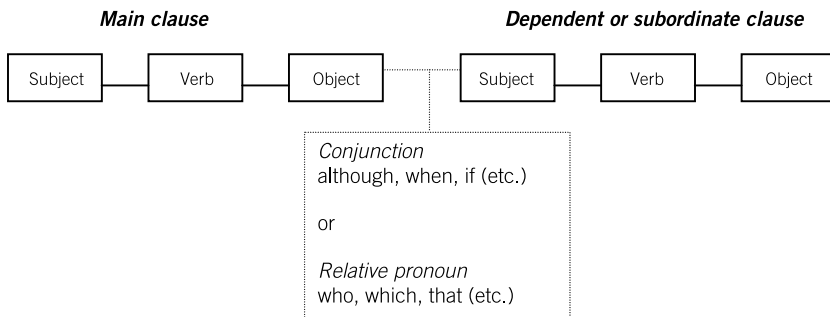 Main clause
Dependent or subordinate clause
Subject
Verb
Object
Subject
Verb
Object
Conjunction
although, when, if (etc.)
or
Relative pronoun
who, which, that (etc.)